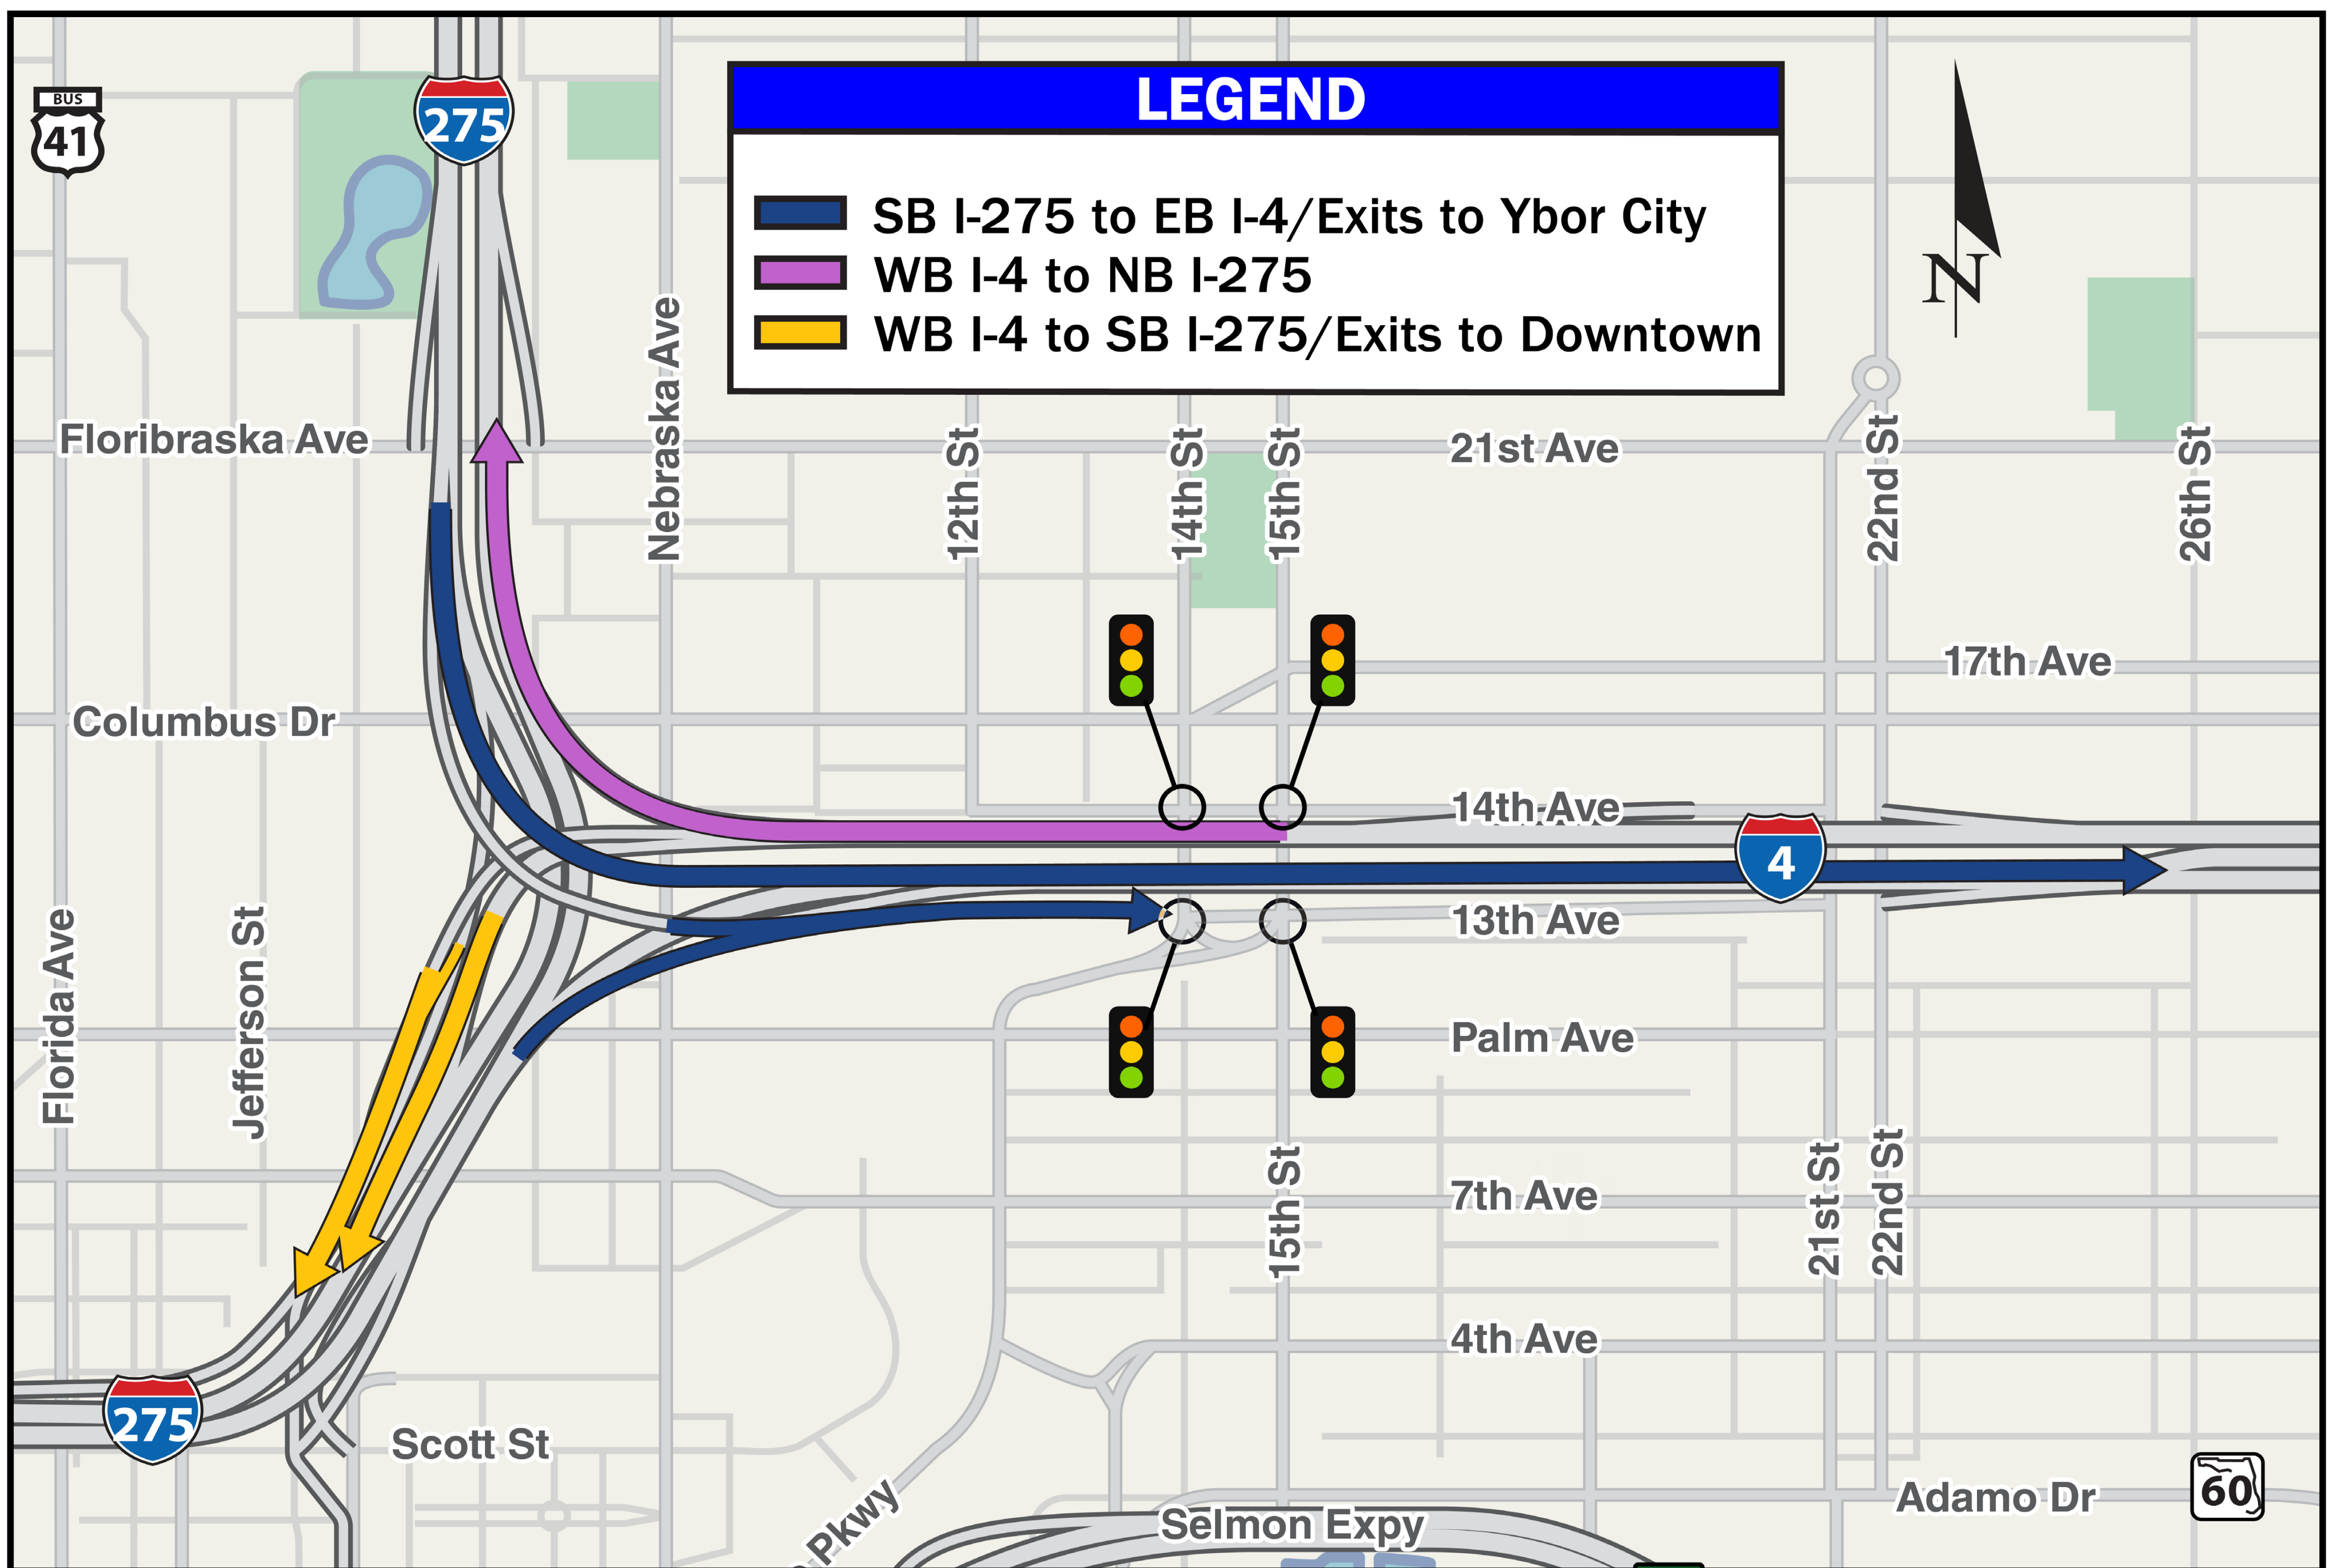 LEGEND
SB I-275 to EB I-4/Exits to Ybor City
WB I-4 to NB I-275
WB I-4 to SB I-275/Exits to Downtown
BUS
41
275
N
Floribraska Ave
Nebraska Ave
12th St
14th St
15th St
21st Ave
22nd St
26th St
17th Ave
Columbus Dr
14th Ave
4
13th Ave
Florida Ave
Jefferson St
Palm Ave
15th St
7th Ave
21st St
22nd St
4th Ave
275
Scott St
Pkwy
Selmon Expy
Adamo Dr
60